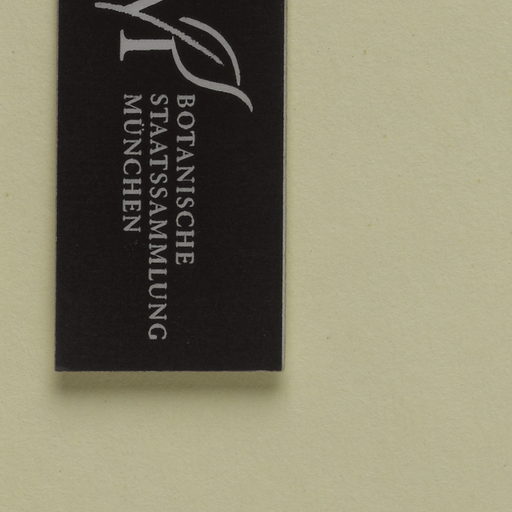 M
BOTANISCHE
STAATSSAMMLUNG
MÜNCHEN